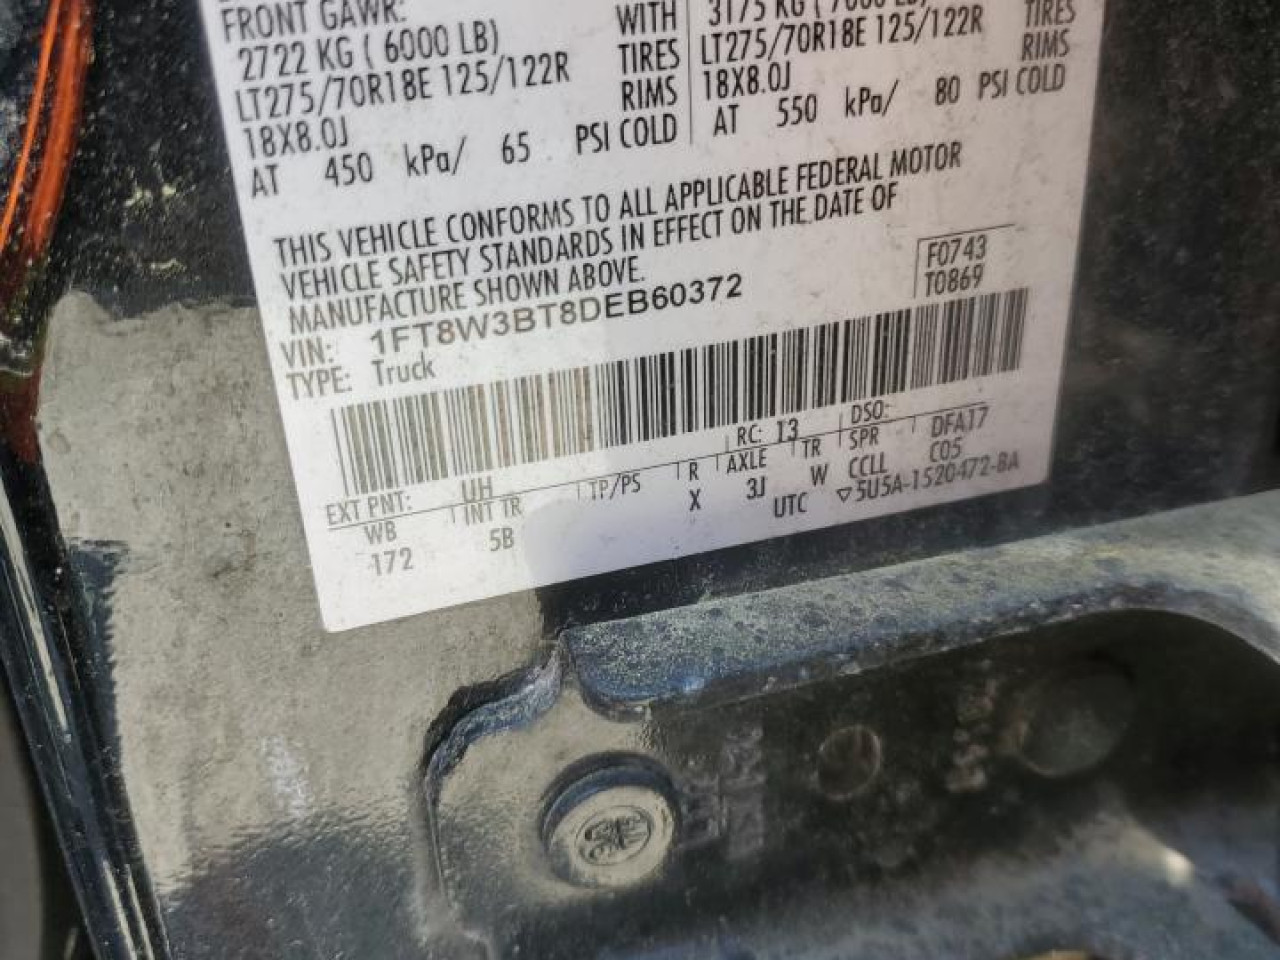 FRONT GAWR:
2722 KG ( 6000 LB) WITH
LT275/70R18E 125/122R TIRES
18X8.0J RIMS
AT 450 kPa/ 65 PSI COLD
3175 KG ( 7000 LB)
LT275/70R18E 125/122R TIRES
18X8.0J RIMS
AT 550 kPa/ 80 PSI COLD
THIS VEHICLE CONFORMS TO ALL APPLICABLE FEDERAL MOTOR
VEHICLE SAFETY STANDARDS IN EFFECT ON THE DATE OF
MANUFACTURE SHOWN ABOVE.
F0743
T0869
VIN: 1FT8W3BT8DEB60372
TYPE: Truck
EXT PNT: UH RC: 13 DSO:
WB INT TR TP/PS R AXLE TR SPR DFA17
172 5B X 3J W CCLL C05
UTC ▽5U5A-1520472-BA